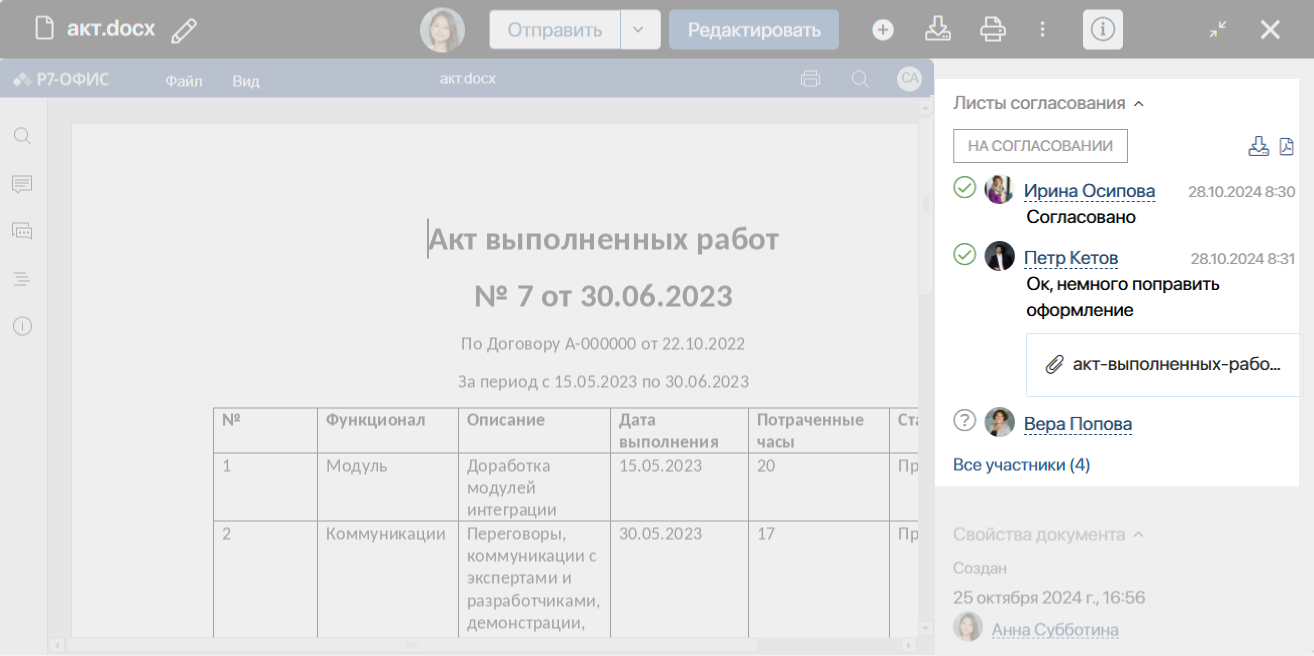 акт.docx
Отправить
Редактировать
Р7-ОФИС
Файл
Вид
акт.docx
СА
Акт выполненных работ
№ 7 от 30.06.2023
По Договору А-000000 от 22.10.2022
За период с 15.05.2023 по 30.06.2023
№ Функционал Описание Дата выполнения Потраченные часы Ста
1 Модуль Доработка модулей интеграции 15.05.2023 20 Пр
2 Коммуникации Переговоры, коммуникации с экспертами и разработчиками, демонстрации, 30.05.2023 17 Пр
Листы согласования
НА СОГЛАСОВАНИИ
Ирина Осипова 28.10.2024 8:30
Согласовано
Петр Кетов 28.10.2024 8:31
Ок, немного поправить
оформление
акт-выполненных-рабо...
Вера Попова
Все участники (4)
Свойства документа
Создан
25 октября 2024 г., 16:56
Анна Субботина